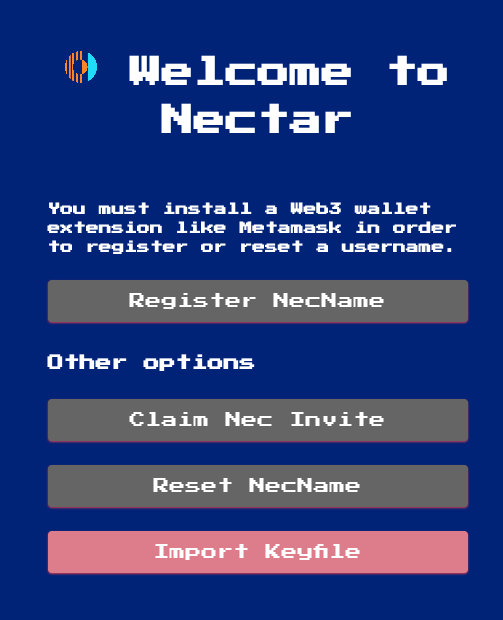 Welcome to
Nectar
You must install a Web3 wallet
extension like Metamask in order
to register or reset a username.
Register NecName
Other options
Claim Nec Invite
Reset NecName
Import Keyfile